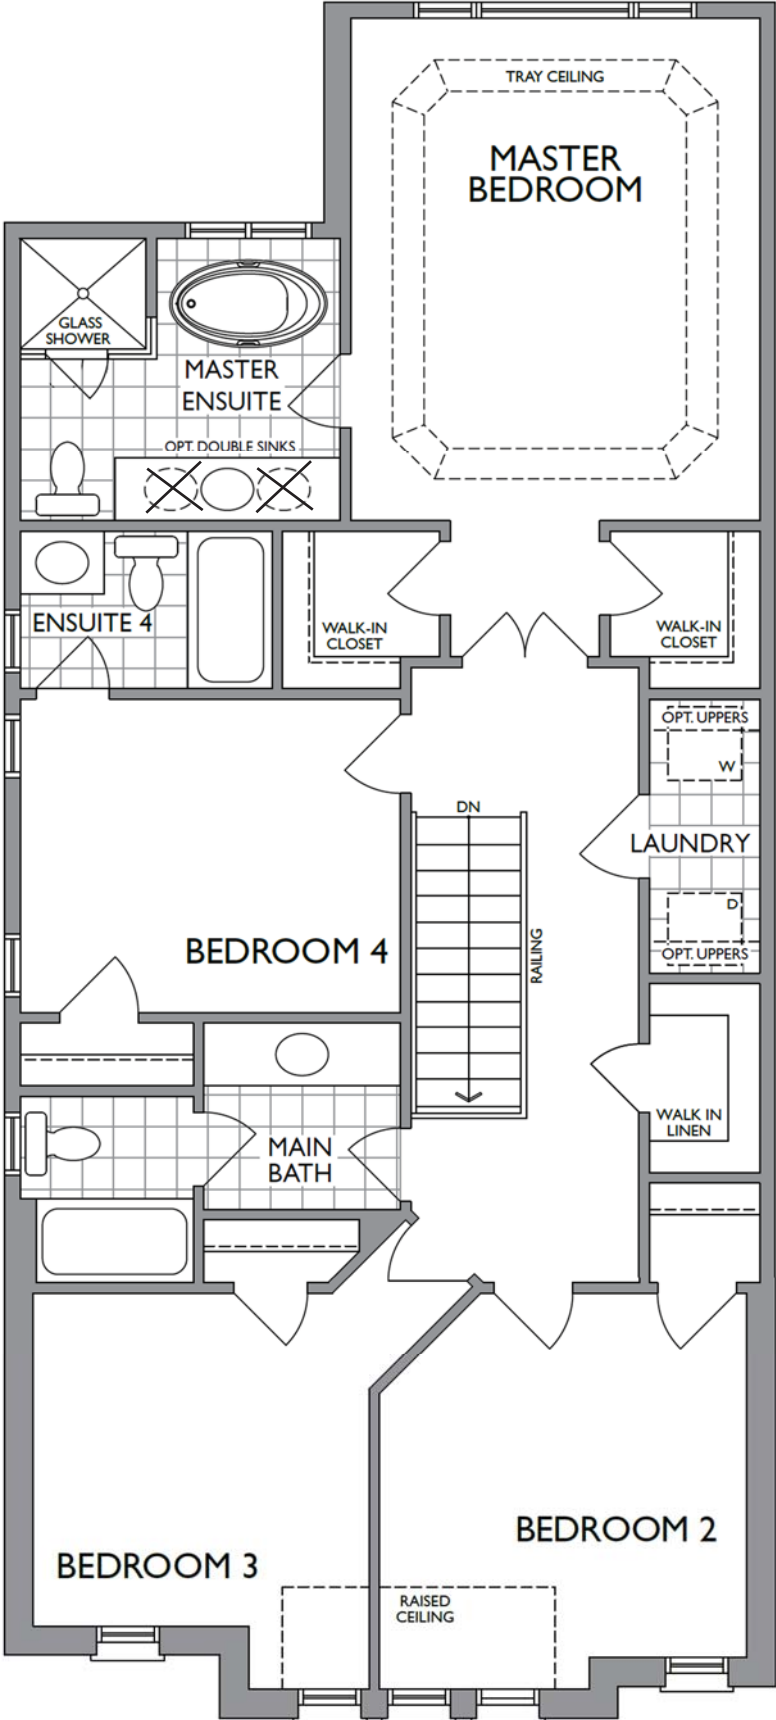 TRAY CEILING
MASTER
BEDROOM
GLASS
SHOWER
MASTER
ENSUITE
OPT. DOUBLE SINKS
ENSUITE 4
WALK-IN
CLOSET
WALK-IN
CLOSET
OPT. UPPERS
W
DN
LAUNDRY
D
OPT. UPPERS
RAILING
BEDROOM 4
WALK IN
LINEN
MAIN
BATH
BEDROOM 2
BEDROOM 3
RAISED
CEILING